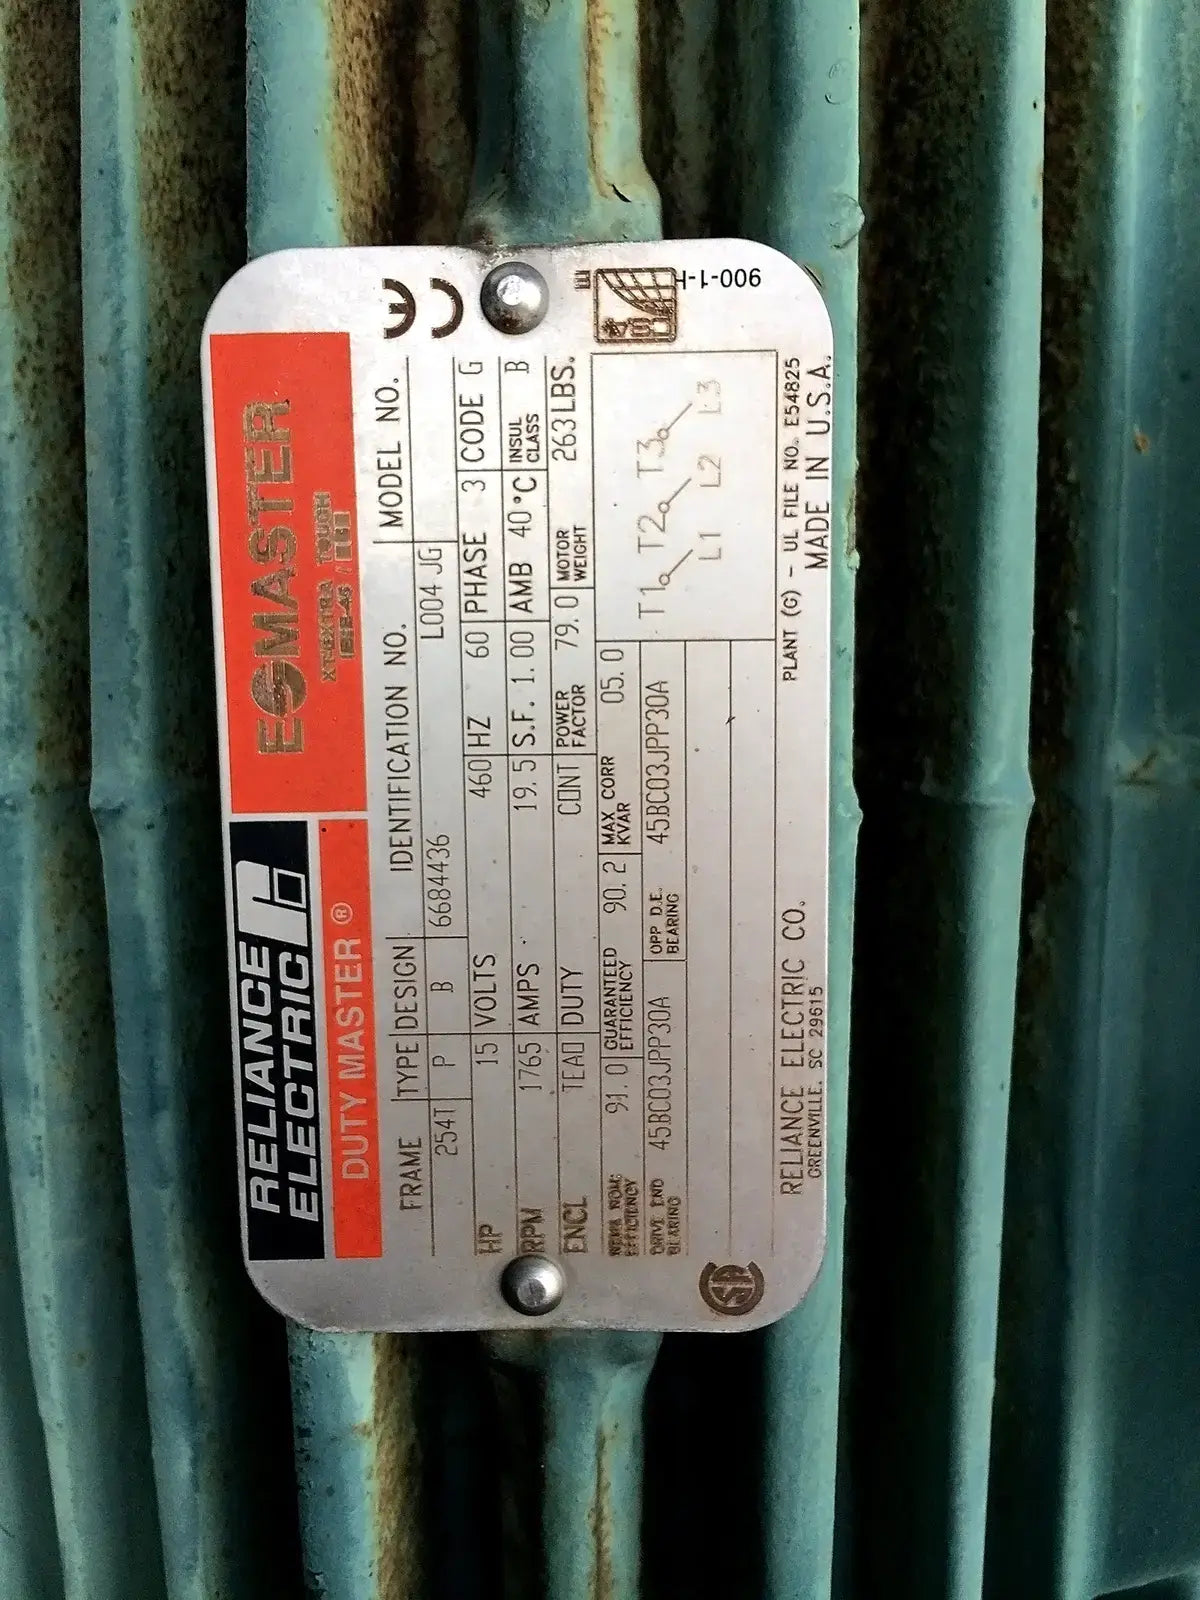 RELIANCE
ELECTRIC
DUTY MASTER ®
E MASTER
XT-EXTRA TOUGH
CE
FRAME TYPE DESIGN IDENTIFICATION NO. MODEL NO.
254T P B 6684436 L004 JG
HP 15 VOLTS 460 HZ 60 PHASE 3 CODE G
RPM 1765 AMPS 19.5 S.F. 1.00 AMB 40°C INSUL CLASS B
ENCL DUTY CONT POWER FACTOR 79.0 MOTOR WEIGHT 263LBS.
NEMA NOM. EFFICIENCY 91.0 GUARANTEED EFFICIENCY 90.2 MAX CORR KVAR 05.0
DRIVE END BEARING 45BC03JPP30A OPP D.E. BEARING 45BC03JPP30A
T1 T2 T3
L1 L2 L3
RELIANCE ELECTRIC CO. PLANT (G) - UL FILE NO. E54825
GREENVILLE, SC 29615 MADE IN U.S.A.